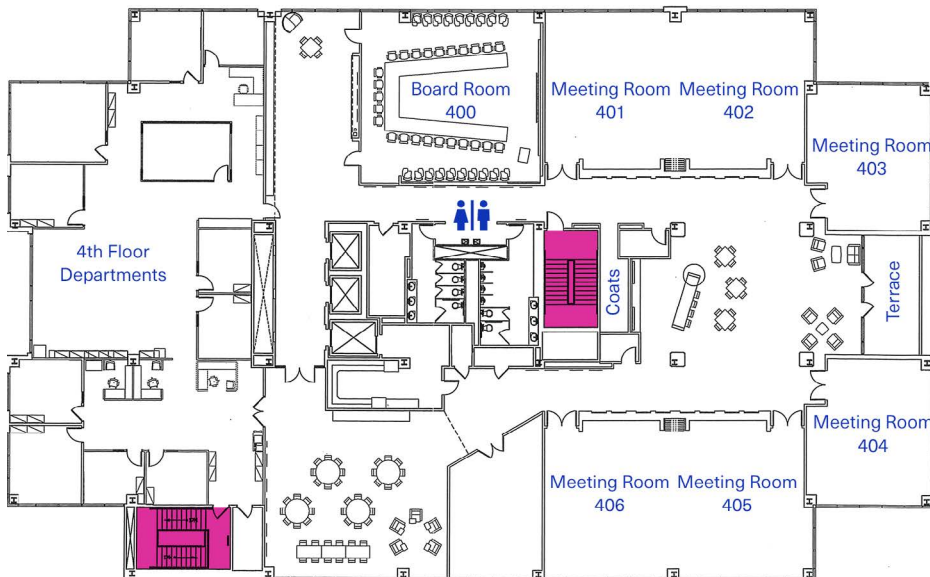 Board Room
400
Meeting Room
401
Meeting Room
402
Meeting Room
403
4th Floor
Departments
Coats
Terrace
Meeting Room
404
Meeting Room
406
Meeting Room
405